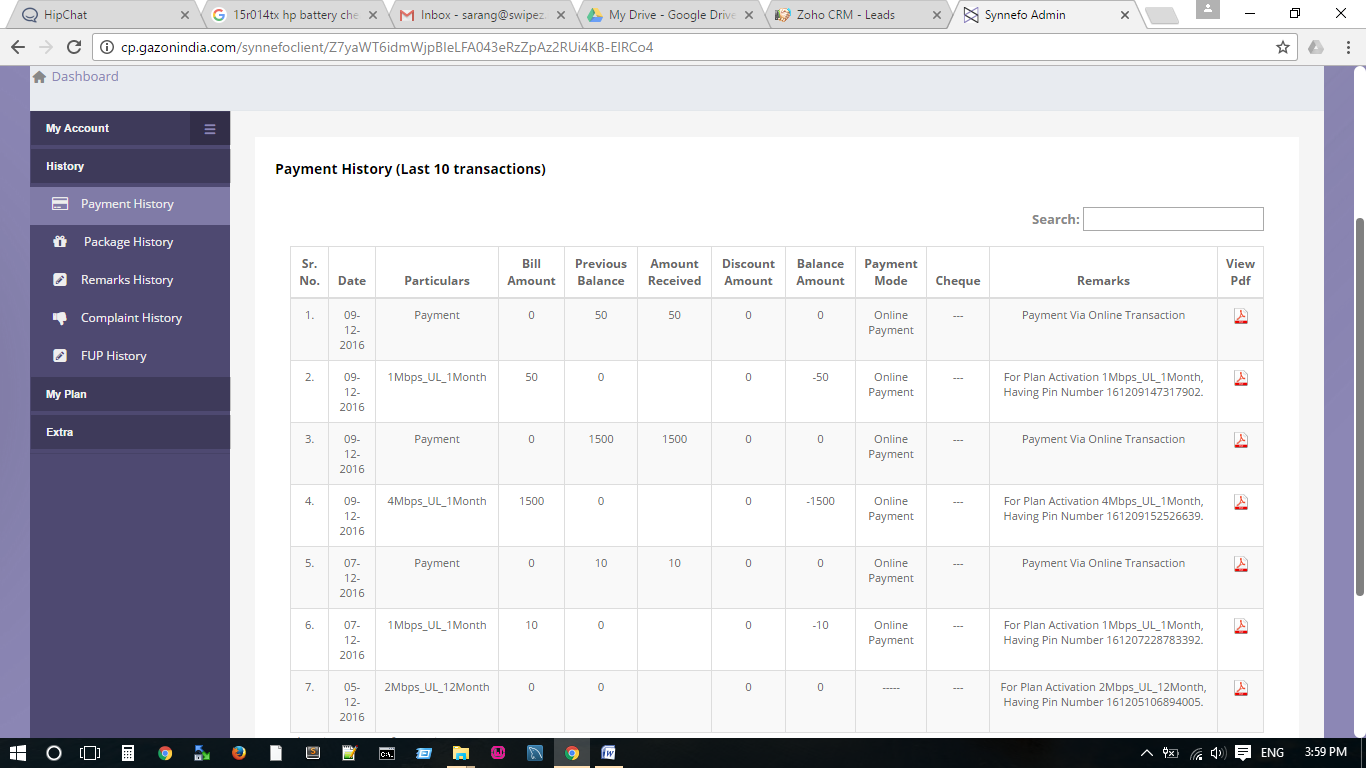 HipChat
15r014tx hp battery che
Inbox - sarang@swipez.
My Drive - Google Drive
Zoho CRM - Leads
Synnefo Admin
cp.gazonindia.com/synnefoclient/Z7yaWT6idmWjpBIeLFA043eRzZpAz2RUi4KB-EIRCo4
Dashboard
My Account
History
Payment History
Package History
Remarks History
Complaint History
FUP History
My Plan
Extra
Payment History (Last 10 transactions)
Search:
Sr. No. Date Particulars Bill Amount Previous Balance Amount Received Discount Amount Balance Amount Payment Mode Cheque Remarks View Pdf
1. 09-12-2016 Payment 0 50 50 0 0 Online Payment --- Payment Via Online Transaction
2. 09-12-2016 1Mbps_UL_1Month 50 0 0 -50 Online Payment --- For Plan Activation 1Mbps_UL_1Month, Having Pin Number 161209147317902.
3. 09-12-2016 Payment 0 1500 1500 0 0 Online Payment --- Payment Via Online Transaction
4. 09-12-2016 4Mbps_UL_1Month 1500 0 0 -1500 Online Payment --- For Plan Activation 4Mbps_UL_1Month, Having Pin Number 161209152526639.
5. 07-12-2016 Payment 0 10 10 0 0 Online Payment --- Payment Via Online Transaction
6. 07-12-2016 1Mbps_UL_1Month 10 0 0 -10 Online Payment --- For Plan Activation 1Mbps_UL_1Month, Having Pin Number 161207228783392.
7. 05-12-2016 2Mbps_UL_12Month 0 0 0 0 ----- --- For Plan Activation 2Mbps_UL_12Month, Having Pin Number 161205106894005.
ENG
3:59 PM